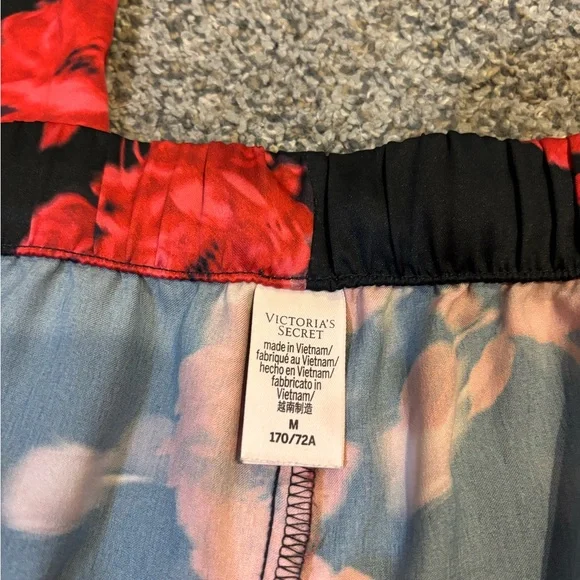 VICTORIA'S
SECRET
made in Vietnam/
fabriqué au Vietnam/
hecho en Vietnam/
fabbricato in
Vietnam/
越南制造
M
170/72A